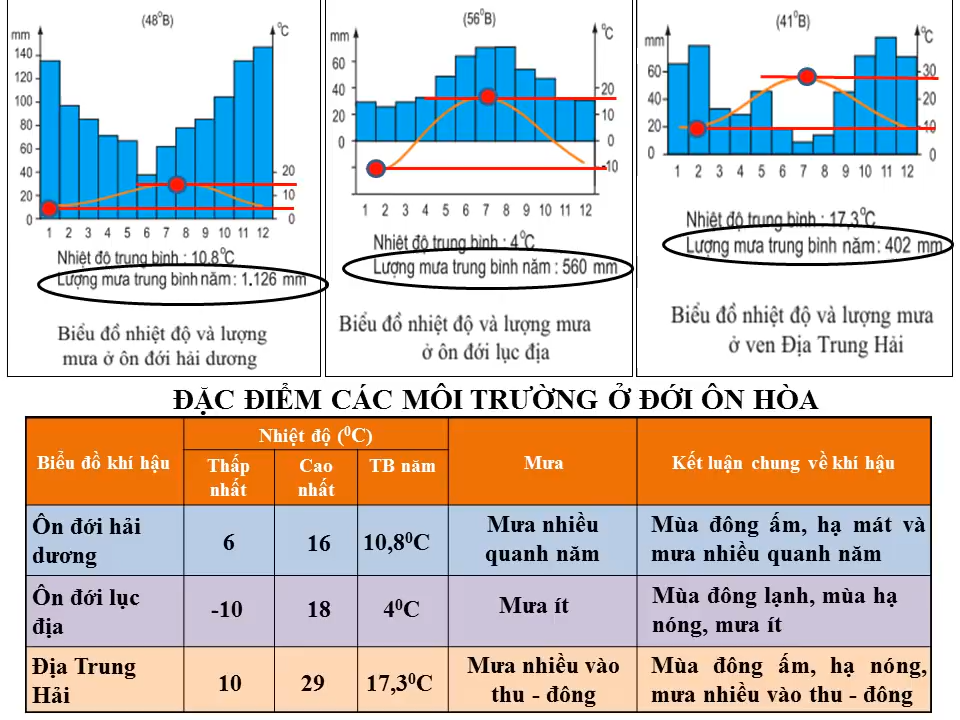 (48⁰B)
mm
⁰C
140
120
100
80
60
40
20
0
20
10
0
1 2 3 4 5 6 7 8 9 10 11 12
Nhiệt độ trung bình : 10,8⁰C
Lượng mưa trung bình năm : 1.126 mm
Biểu đồ nhiệt độ và lượng
mưa ở ôn đới hải dương
(56⁰B)
mm
⁰C
60
40
20
0
20
10
0
-10
1 2 3 4 5 6 7 8 9 10 11 12
Nhiệt độ trung bình : 4⁰C
Lượng mưa trung bình năm : 560 mm
Biểu đồ nhiệt độ và lượng mưa
ở ôn đới lục địa
(41⁰B)
mm
⁰C
60
40
20
0
30
20
10
0
1 2 3 4 5 6 7 8 9 10 11 12
Nhiệt độ trung bình : 17,3⁰C
Lượng mưa trung bình năm : 402 mm
Biểu đồ nhiệt độ và lượng mưa
ở ven Địa Trung Hải
ĐẶC ĐIỂM CÁC MÔI TRƯỜNG Ở ĐỚI ÔN HÒA
Biểu đồ khí hậu
Nhiệt độ (⁰C)
Thấp
nhất
Cao
nhất
TB năm
Mưa
Kết luận chung về khí hậu
Ôn đới hải
dương
6
16
10,8⁰C
Mưa nhiều
quanh năm
Mùa đông ấm, hạ mát và
mưa nhiều quanh năm
Ôn đới lục
địa
-10
18
4⁰C
Mưa ít
Mùa đông lạnh, mùa hạ
nóng, mưa ít
Địa Trung
Hải
10
29
17,3⁰C
Mưa nhiều vào
thu - đông
Mùa đông ấm, hạ nóng,
mưa nhiều vào thu - đông